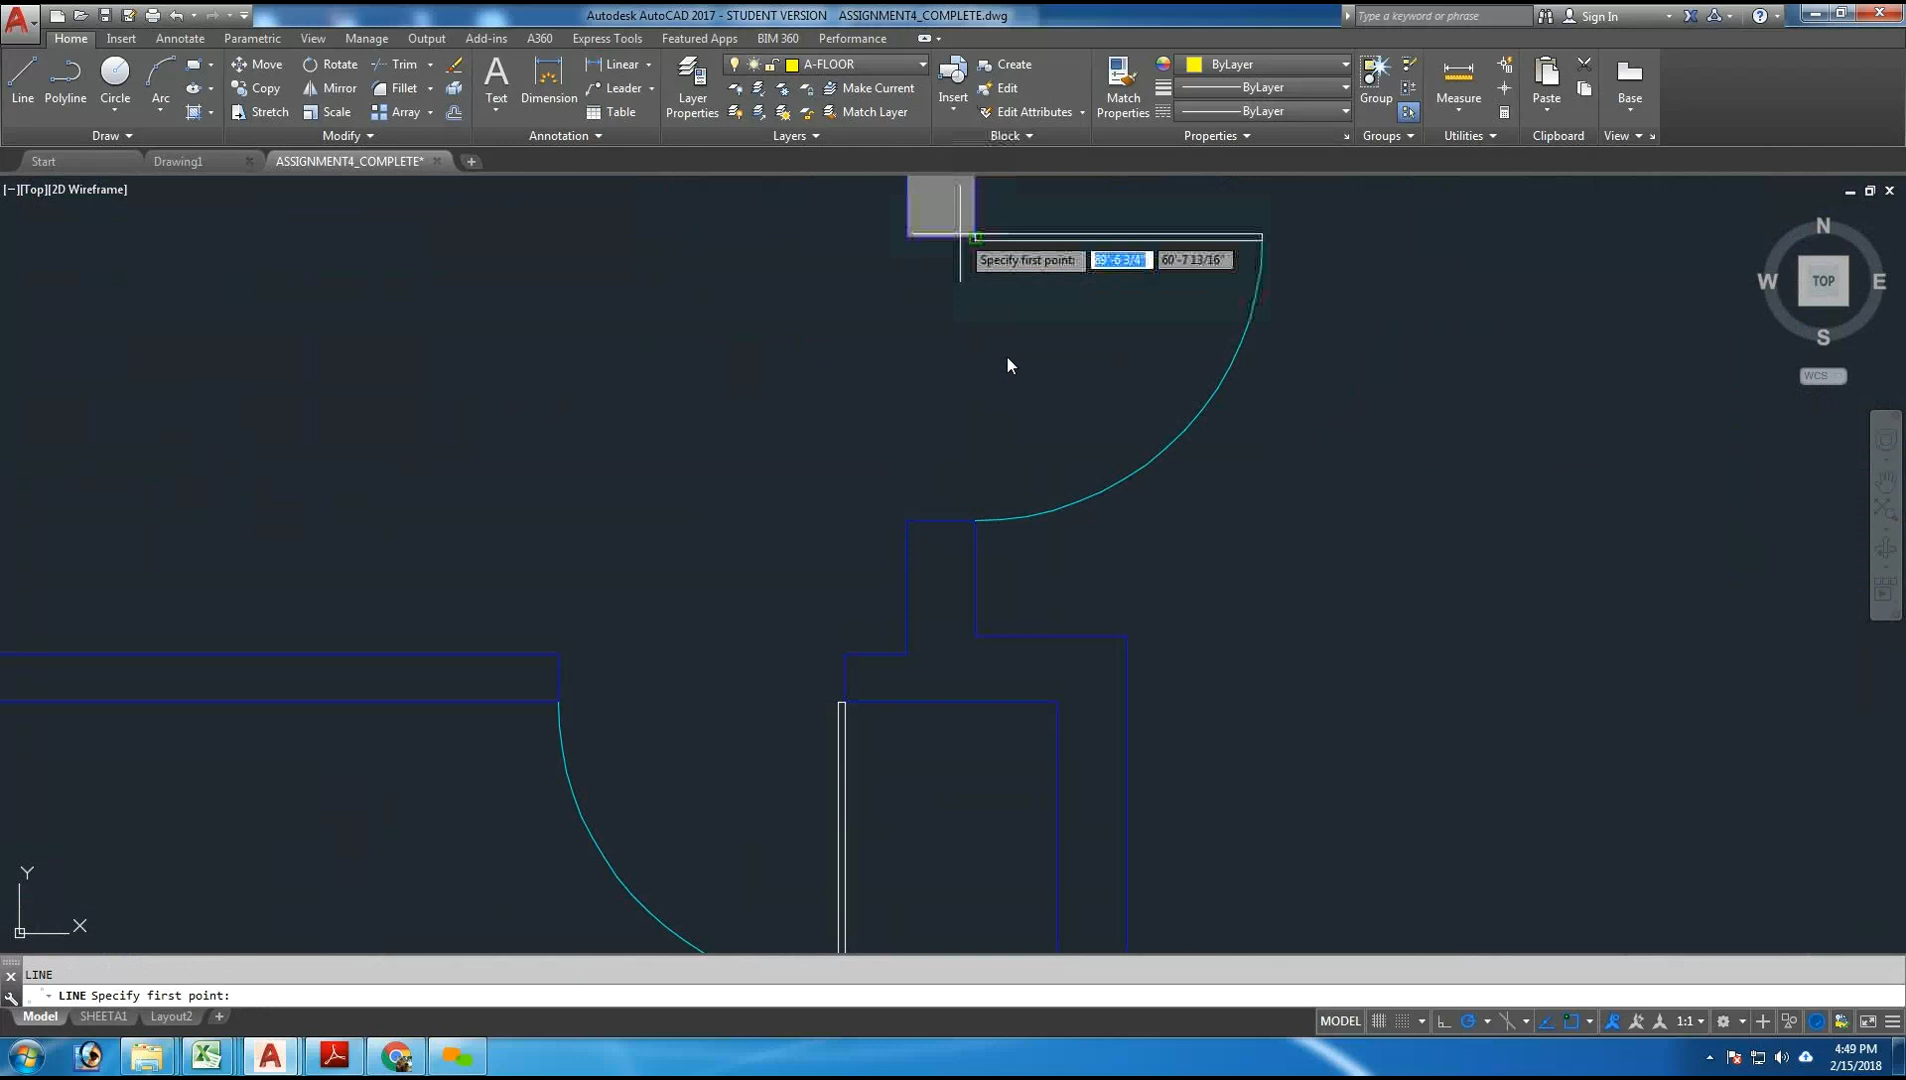 Autodesk AutoCAD 2017 - STUDENT VERSION ASSIGNMENT4_COMPLETE.dwg
Type a keyword or phrase
Sign In
Home Insert Annotate Parametric View Manage Output Add-ins A360 Express Tools Featured Apps BIM 360 Performance
Move Rotate Trim Linear A-FLOOR Create ByLayer
Copy Mirror Fillet Leader Make Current Edit ByLayer
Line Polyline Circle Arc Text Dimension Layer Properties Insert Match Properties Group Measure Paste Base
Stretch Scale Array Table Match Layer Edit Attributes ByLayer
Draw Modify Annotation Layers Block Properties Groups Utilities Clipboard View
Start Drawing1 ASSIGNMENT4_COMPLETE*
[−][Top][2D Wireframe]
N
W TOP E
S
WCS
Specify first point: 89'-6 3/4" 60'-7 13/16"
Y
X
LINE
LINE Specify first point:
Model SHEETA1 Layout2 +
MODEL 1:1
4:49 PM
2/15/2018